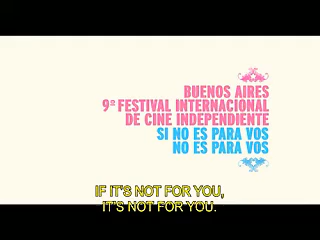 BUENOS AIRES
9º FESTIVAL INTERNACIONAL
DE CINE INDEPENDIENTE
SI NO ES PARA VOS
NO ES PARA VOS
IF IT'S NOT FOR YOU,
IT'S NOT FOR YOU.